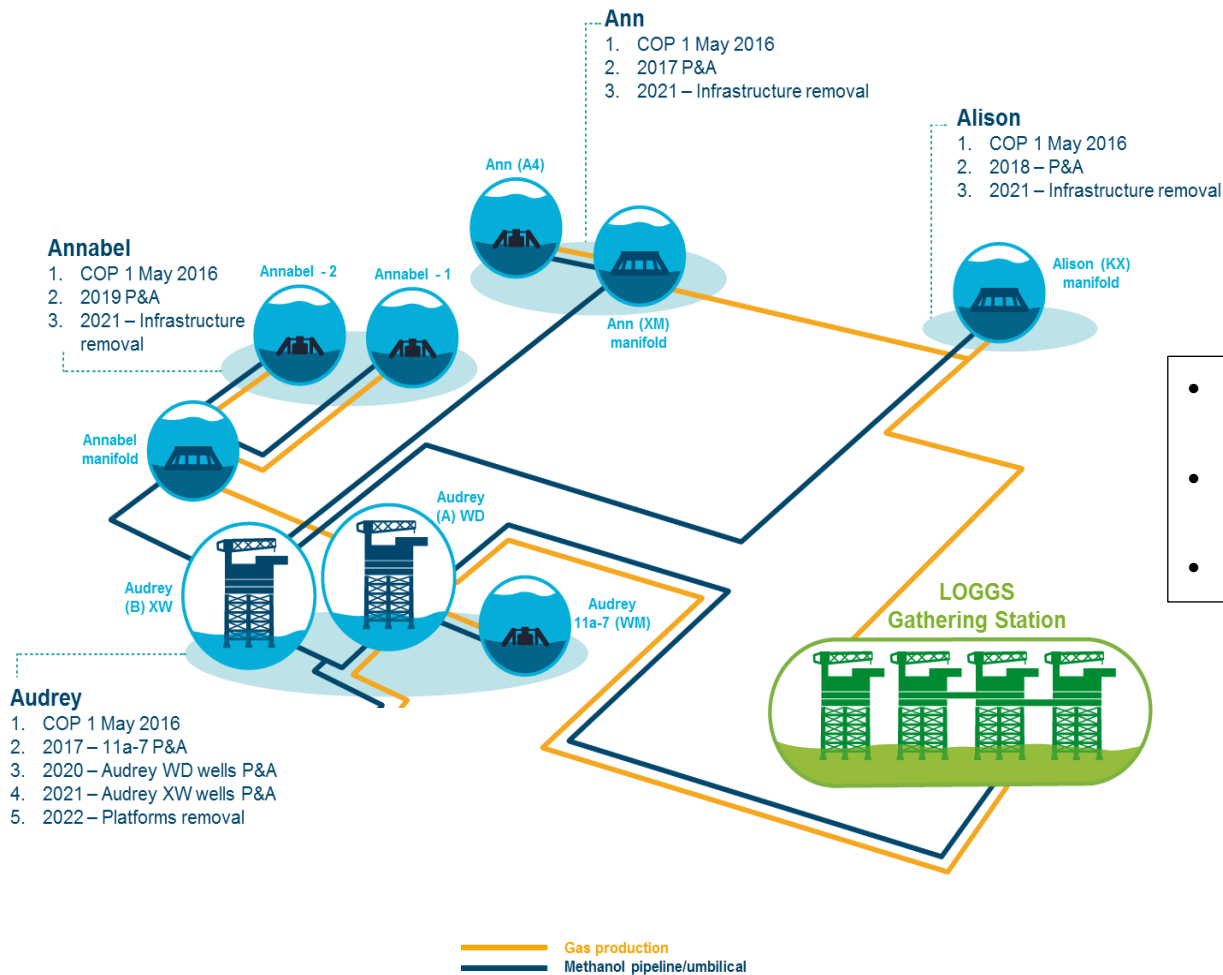 Ann
1. COP 1 May 2016
2. 2017 P&A
3. 2021 – Infrastructure removal
Alison
1. COP 1 May 2016
2. 2018 – P&A
3. 2021 – Infrastructure removal
Ann (A4)
Annabel
1. COP 1 May 2016
2. 2019 P&A
3. 2021 – Infrastructure
removal
Annabel - 2
Annabel - 1
Alison (KX)
manifold
Ann (XM)
manifold
Annabel
manifold
Audrey
(A) WD
Audrey
(B) XW
Audrey
11a-7 (WM)
LOGGS
Gathering Station
Audrey
1. COP 1 May 2016
2. 2017 – 11a-7 P&A
3. 2020 – Audrey WD wells P&A
4. 2021 – Audrey XW wells P&A
5. 2022 – Platforms removal
Gas production
Methanol pipeline/umbilical